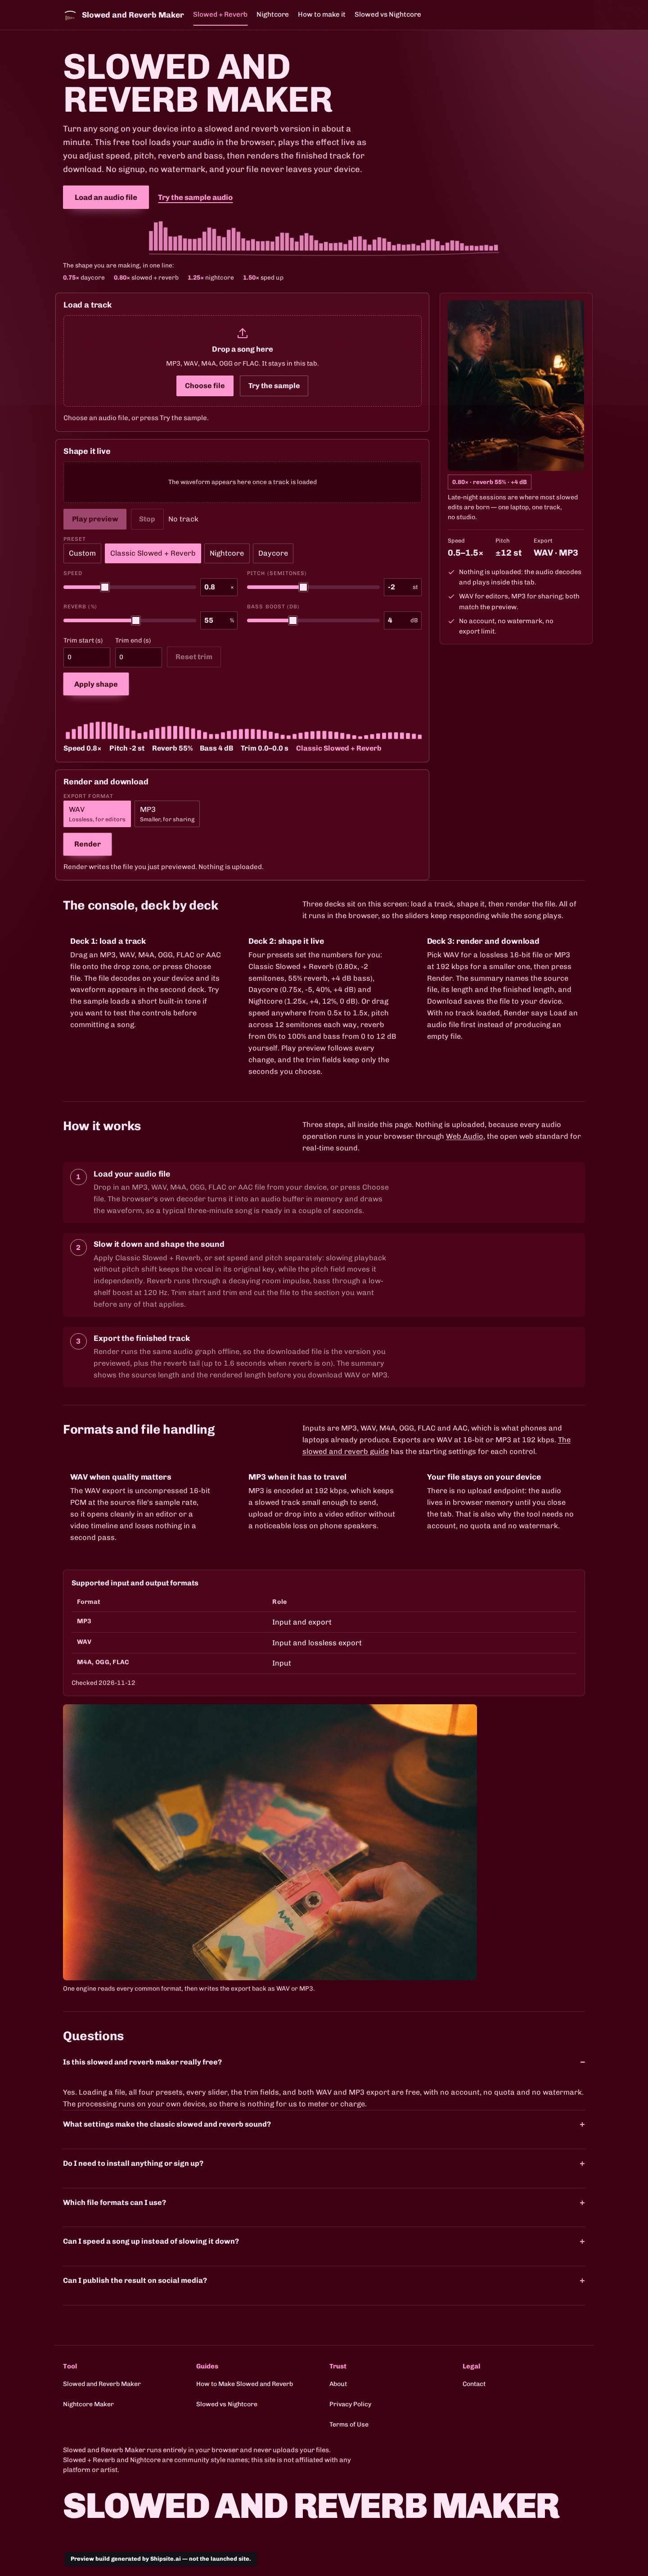 Slowed and Reverb Maker
Slowed + Reverb
Nightcore
How to make it
Slowed vs Nightcore
SLOWED AND
REVERB MAKER
Turn any song on your device into a slowed and reverb version in about a
minute. This free tool loads your audio in the browser, plays the effect live as
you adjust speed, pitch, reverb and bass, then renders the finished track for
download. No signup, no watermark, and your file never leaves your device.
Load an audio file
Try the sample audio
The shape you are making, in one line:
0.75× daycore 0.80× slowed + reverb 1.25× nightcore 1.50× sped up
Load a track
Drop a song here
MP3, WAV, M4A, OGG or FLAC. It stays in this tab.
Choose file
Try the sample
Choose an audio file, or press Try the sample.
0.80× · reverb 55% · +4 dB
Late-night sessions are where most slowed
edits are born — one laptop, one track,
no studio.
Speed Pitch Export
0.5–1.5× ±12 st WAV · MP3
Nothing is uploaded: the audio decodes
and plays inside this tab.
WAV for editors, MP3 for sharing; both
match the preview.
No account, no watermark, no
export limit.
Shape it live
The waveform appears here once a track is loaded
Play preview
Stop
No track
PRESET
Custom
Classic Slowed + Reverb
Nightcore
Daycore
SPEED
0.8 ×
PITCH (SEMITONES)
-2 st
REVERB (%)
55 %
BASS BOOST (DB)
4 dB
Trim start (s)
Trim end (s)
0
0
Reset trim
Apply shape
Speed 0.8× Pitch -2 st Reverb 55% Bass 4 dB Trim 0.0–0.0 s Classic Slowed + Reverb
Render and download
EXPORT FORMAT
WAV
Lossless, for editors
MP3
Smaller, for sharing
Render
Render writes the file you just previewed. Nothing is uploaded.
The console, deck by deck
Three decks sit on this screen: load a track, shape it, then render the file. All of
it runs in the browser, so the sliders keep responding while the song plays.
Deck 1: load a track
Drag an MP3, WAV, M4A, OGG, FLAC or AAC
file onto the drop zone, or press Choose
file. The file decodes on your device and its
waveform appears in the second deck. Try
the sample loads a short built-in tone if
you want to test the controls before
committing a song.
Deck 2: shape it live
Four presets set the numbers for you:
Classic Slowed + Reverb (0.80x, -2
semitones, 55% reverb, +4 dB bass),
Daycore (0.75x, -5, 40%, +4 dB) and
Nightcore (1.25x, +4, 12%, 0 dB). Or drag
speed anywhere from 0.5x to 1.5x, pitch
across 12 semitones each way, reverb
from 0% to 100% and bass from 0 to 12 dB
yourself. Play preview follows every
change, and the trim fields keep only the
seconds you choose.
Deck 3: render and download
Pick WAV for a lossless 16-bit file or MP3
at 192 kbps for a smaller one, then press
Render. The summary names the source
file, its length and the finished length, and
Download saves the file to your device.
With no track loaded, Render says Load an
audio file first instead of producing an
empty file.
How it works
Three steps, all inside this page. Nothing is uploaded, because every audio
operation runs in your browser through Web Audio, the open web standard for
real-time sound.
1
Load your audio file
Drop in an MP3, WAV, M4A, OGG, FLAC or AAC file from your device, or press Choose
file. The browser's own decoder turns it into an audio buffer in memory and draws
the waveform, so a typical three-minute song is ready in a couple of seconds.
2
Slow it down and shape the sound
Apply Classic Slowed + Reverb, or set speed and pitch separately: slowing playback
without pitch shift keeps the vocal in its original key, while the pitch field moves it
independently. Reverb runs through a decaying room impulse, bass through a low-
shelf boost at 120 Hz. Trim start and trim end cut the file to the section you want
before any of that applies.
3
Export the finished track
Render runs the same audio graph offline, so the downloaded file is the version you
previewed, plus the reverb tail (up to 1.6 seconds when reverb is on). The summary
shows the source length and the rendered length before you download WAV or MP3.
Formats and file handling
Inputs are MP3, WAV, M4A, OGG, FLAC and AAC, which is what phones and
laptops already produce. Exports are WAV at 16-bit or MP3 at 192 kbps. The
slowed and reverb guide has the starting settings for each control.
WAV when quality matters
The WAV export is uncompressed 16-bit
PCM at the source file's sample rate,
so it opens cleanly in an editor or a
video timeline and loses nothing in a
second pass.
MP3 when it has to travel
MP3 is encoded at 192 kbps, which keeps
a slowed track small enough to send,
upload or drop into a video editor without
a noticeable loss on phone speakers.
Your file stays on your device
There is no upload endpoint: the audio
lives in browser memory until you close
the tab. That is also why the tool needs no
account, no quota and no watermark.
Supported input and output formats
Format Role
MP3 Input and export
WAV Input and lossless export
M4A, OGG, FLAC Input
Checked 2026-11-12
One engine reads every common format, then writes the export back as WAV or MP3.
Questions
Is this slowed and reverb maker really free? −
Yes. Loading a file, all four presets, every slider, the trim fields, and both WAV and MP3 export are free, with no account, no quota and no watermark.
The processing runs on your own device, so there is nothing for us to meter or charge.
What settings make the classic slowed and reverb sound? +
Do I need to install anything or sign up? +
Which file formats can I use? +
Can I speed a song up instead of slowing it down? +
Can I publish the result on social media? +
Tool
Slowed and Reverb Maker
Nightcore Maker
Guides
How to Make Slowed and Reverb
Slowed vs Nightcore
Trust
About
Privacy Policy
Terms of Use
Legal
Contact
Slowed and Reverb Maker runs entirely in your browser and never uploads your files.
Slowed + Reverb and Nightcore are community style names; this site is not affiliated with any
platform or artist.
SLOWED AND REVERB MAKER
Preview build generated by Shipsite.ai — not the launched site.